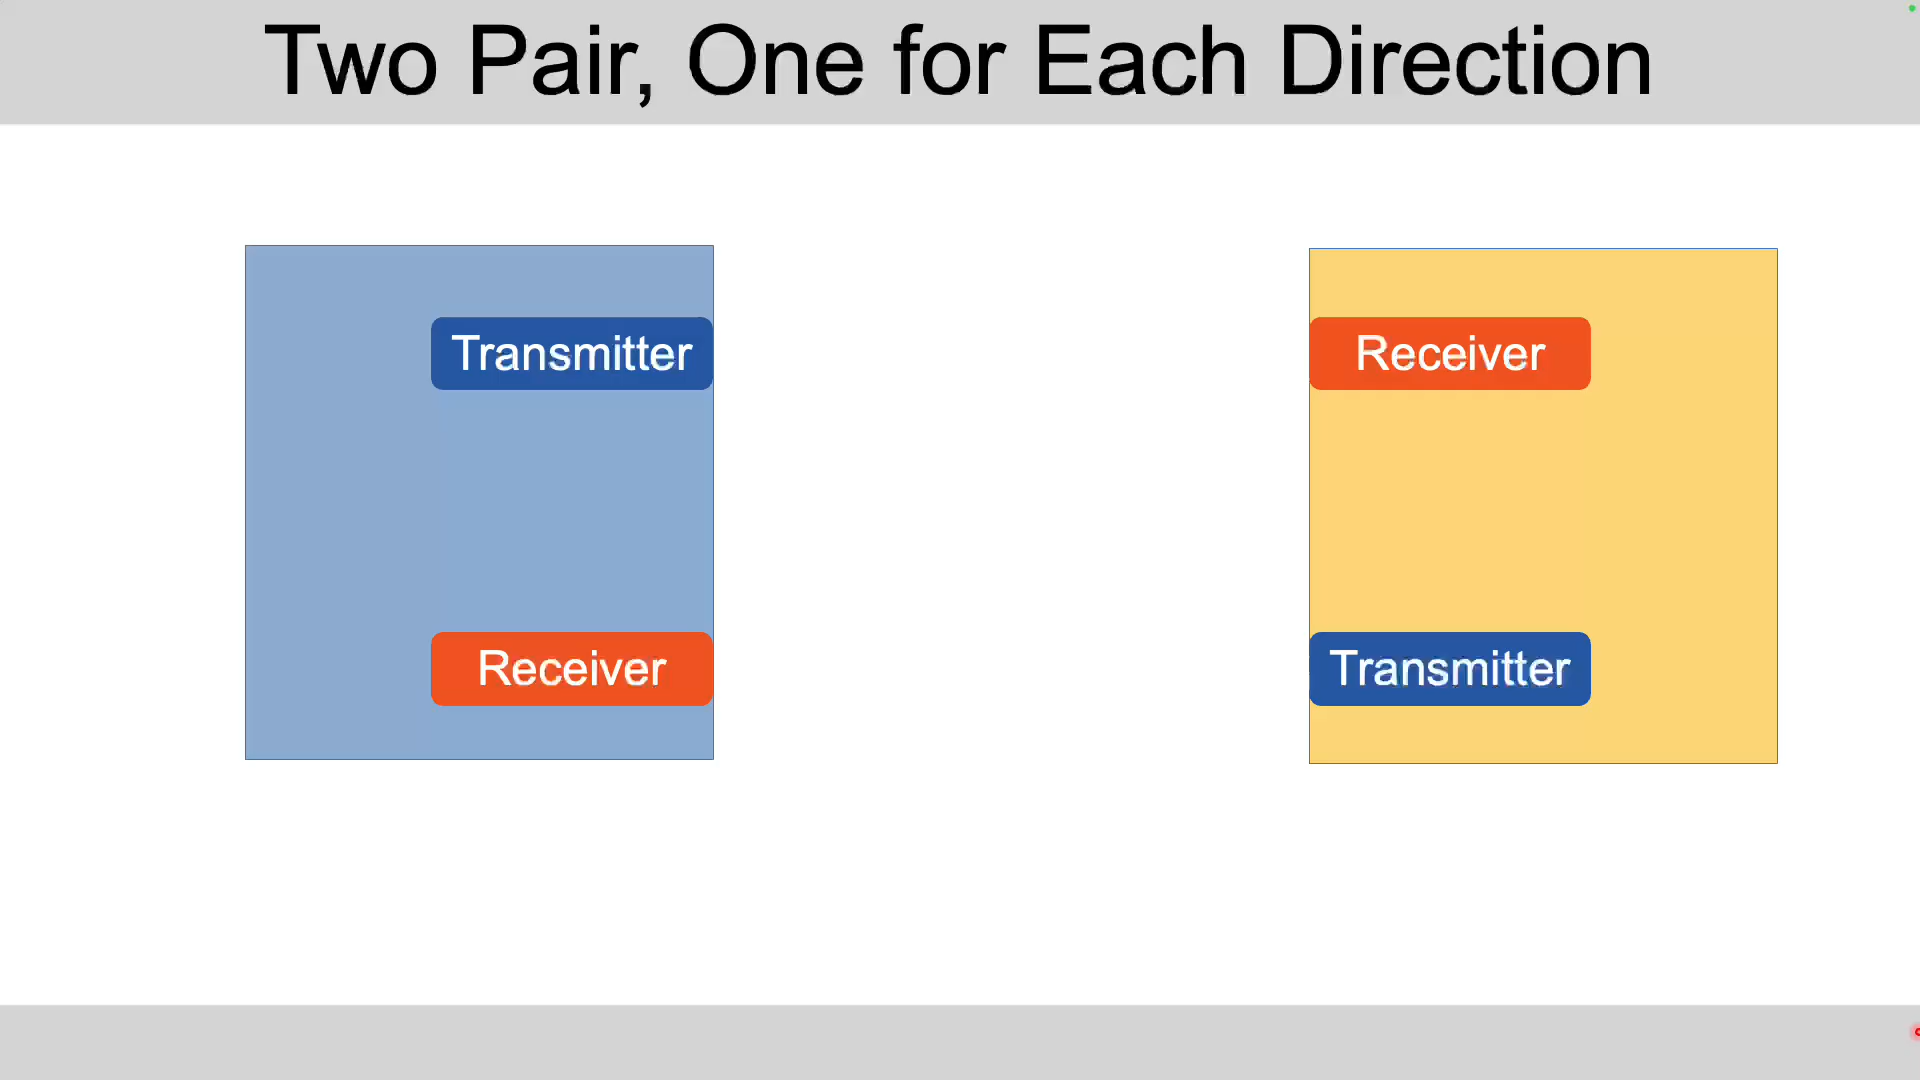 Two Pair, One for Each Direction
Transmitter
Receiver
Receiver
Transmitter